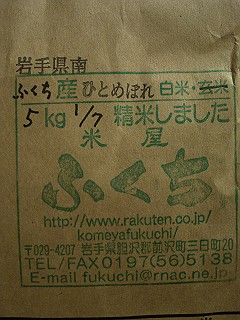 岩手県南
ふくち産ひとめぼれ 白米・玄米
5kg 1/7 精米しました
米屋
ふくち
http://www.rakuten.co.jp/
komeyafukuchi/
〒029-4207 岩手県胆沢郡前沢町三日町20
TEL/FAX0197(56)5138
E-mail fukuchi@rnac.ne.jp